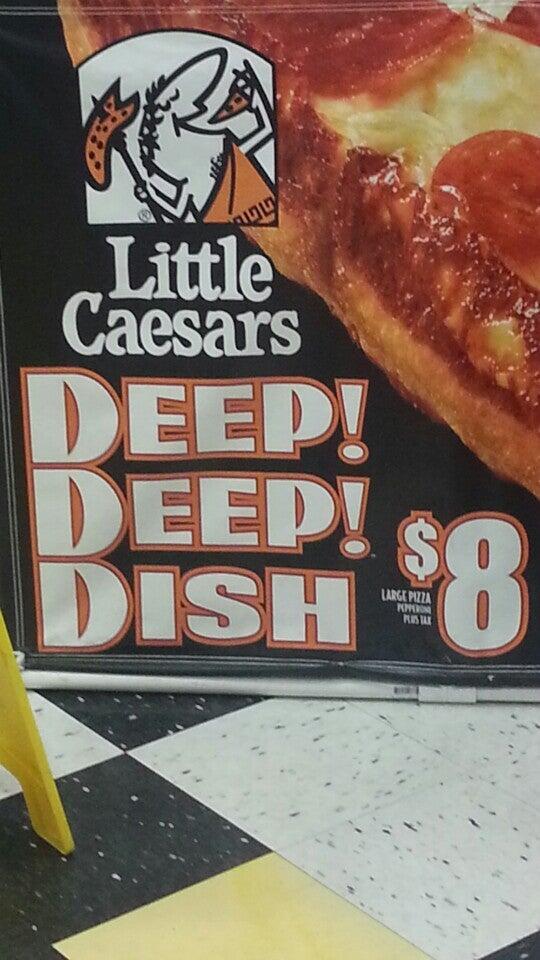 ®
Little
Caesars
DEEP!
DEEP!
DISH
$8
LARGE PIZZA
PEPPERONI
PLUS TAX